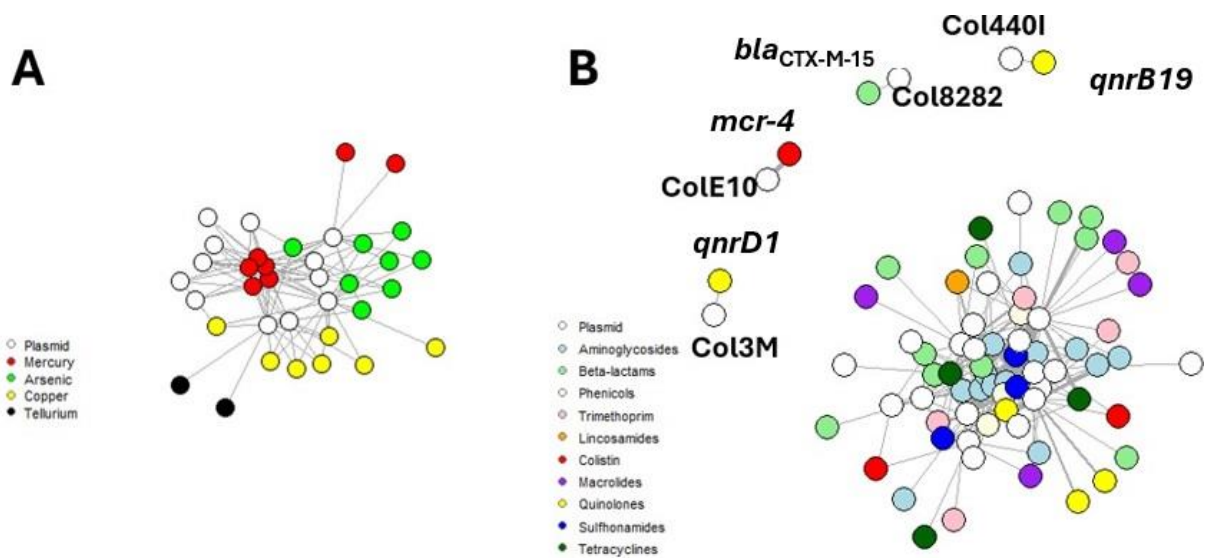 A
Plasmid
Mercury
Arsenic
Copper
Tellurium
B
Col440I
blaCTX-M-15
Col8282
qnrB19
mcr-4
ColE10
qnrD1
Col3M
Plasmid
Aminoglycosides
Beta-lactams
Phenicols
Trimethoprim
Lincosamides
Colistin
Macrolides
Quinolones
Sulfhonamides
Tetracyclines